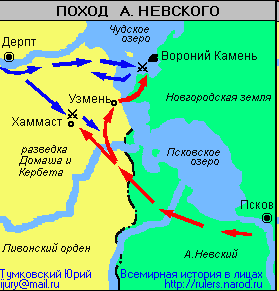 ПОХОД А. НЕВСКОГО
Чудское
озеро
Дерпт
Вороний Камень
Узмень
Новгородская земля
Хаммаст
разведка
Домаша и
Кербета
Псковское
озеро
Псков
Ливонский орден
А.Невский
Тумковский Юрий
ijury@mail.ru
Всемирная история в лицах
http://rulers.narod.ru